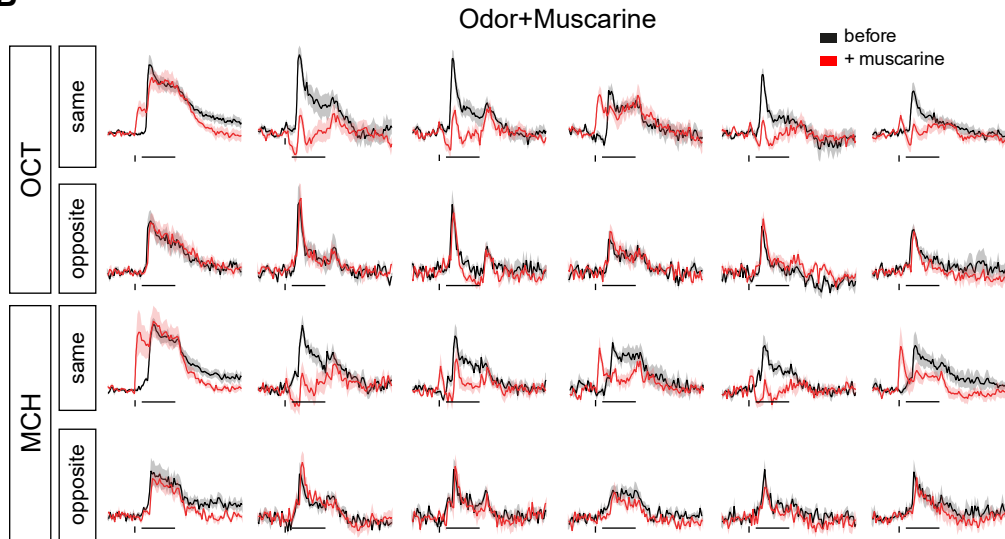 B
Odor+Muscarine
before
+ muscarine
OCT
same
opposite
MCH
same
opposite